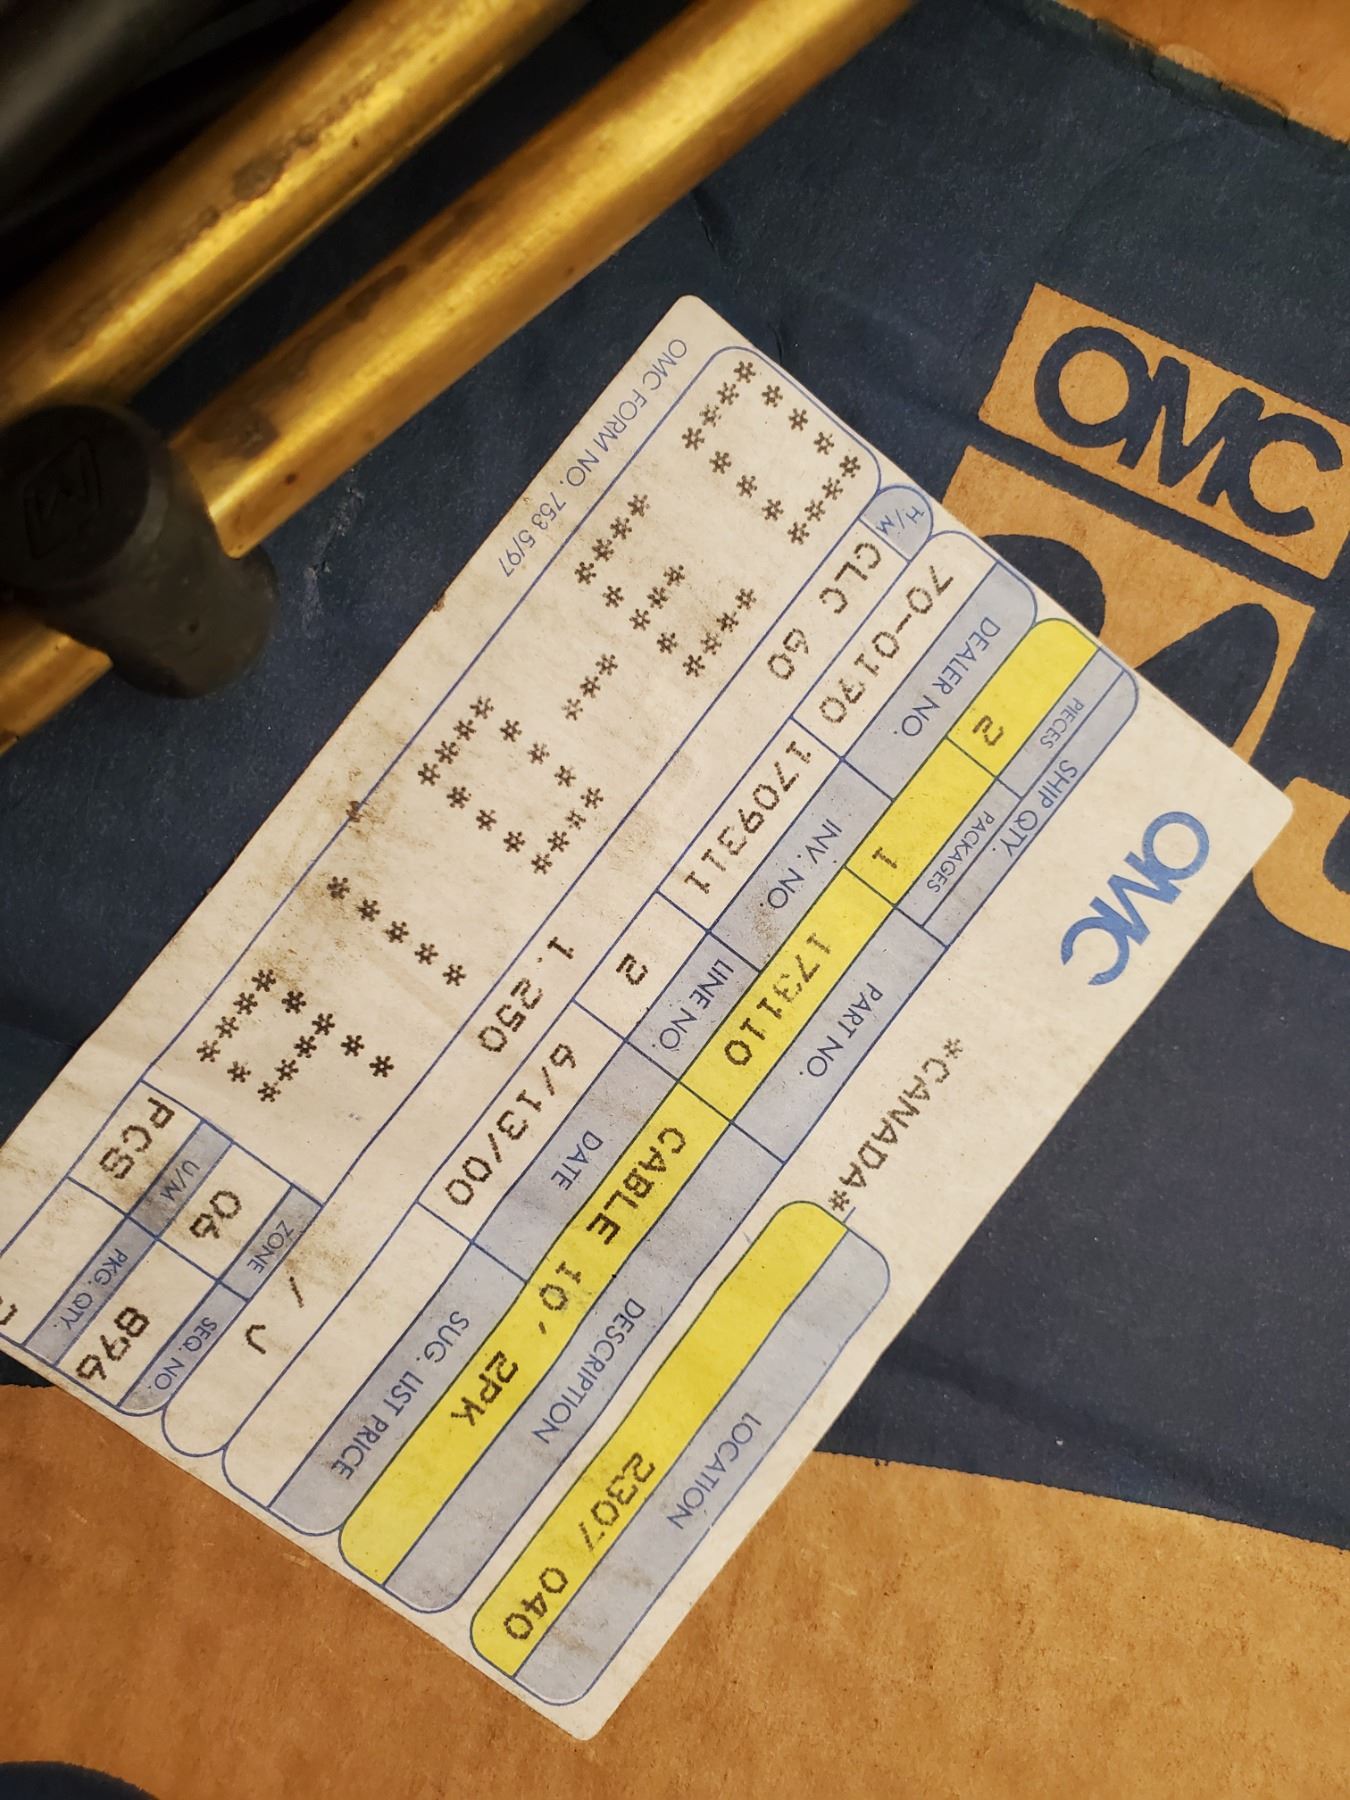 OMC
OMC *CANADA*
SHIP QTY. PART NO. DESCRIPTION LOCATION
PIECES PACKAGES
2 1 173110 CABLE 10' 2PK 2307 040
DEALER NO. INV. NO. LINE NO. DATE SUG. LIST PRICE
70-0170 1709311 2 6/13/00
H/M CLC 60 1.250 / J
ZONE SEQ. NO.
06 896
U/M PKG. QTY.
PCS
OMC FORM NO. 753 5/97